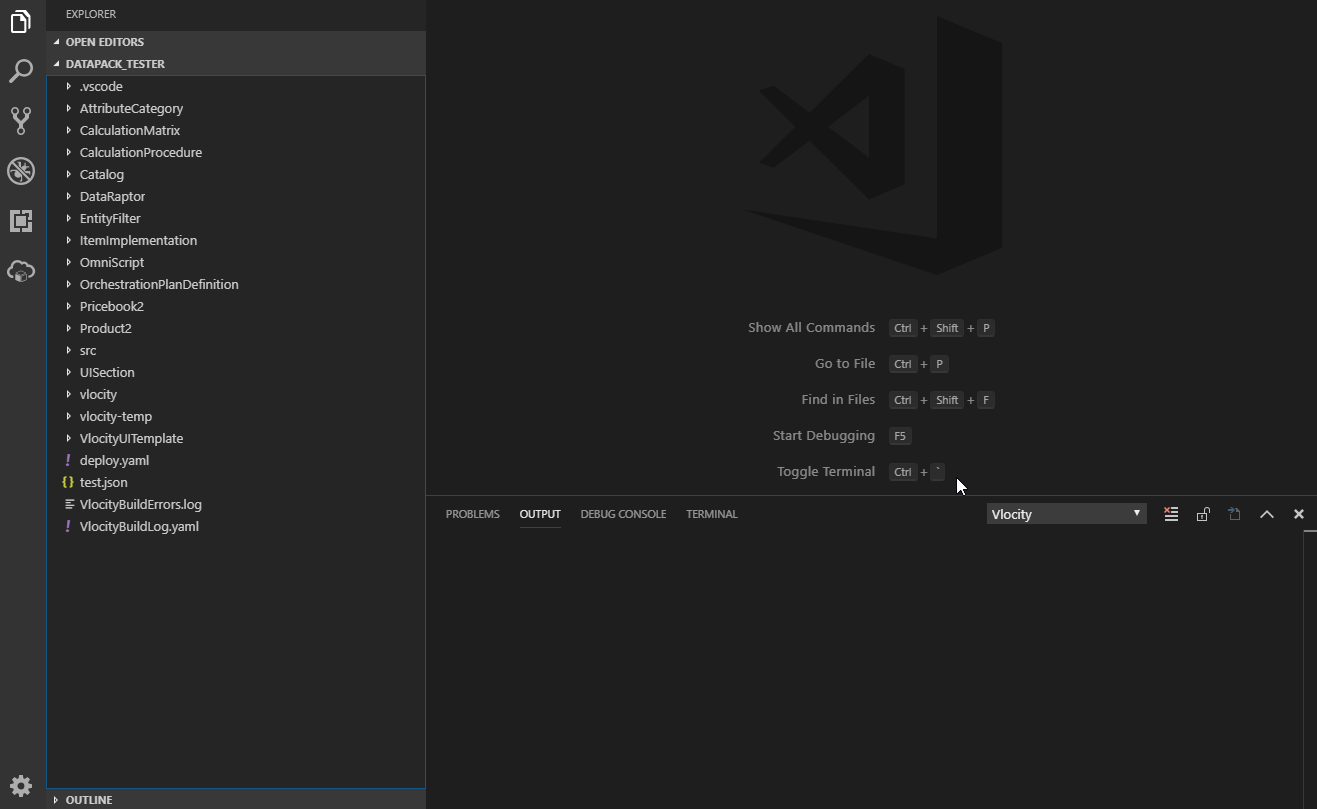 EXPLORER
OPEN EDITORS
DATAPACK_TESTER
.vscode
AttributeCategory
CalculationMatrix
CalculationProcedure
Catalog
DataRaptor
EntityFilter
ItemImplementation
OmniScript
OrchestrationPlanDefinition
Pricebook2
Product2
src
UISection
vlocity
vlocity-temp
VlocityUITemplate
! deploy.yaml
{} test.json
VlocityBuildErrors.log
! VlocityBuildLog.yaml
OUTLINE
Show All Commands Ctrl + Shift + P
Go to File Ctrl + P
Find in Files Ctrl + Shift + F
Start Debugging F5
Toggle Terminal Ctrl + `
PROBLEMS OUTPUT DEBUG CONSOLE TERMINAL Vlocity